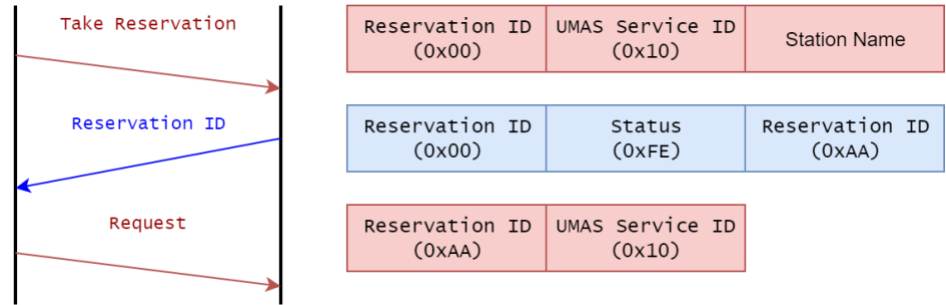 Take Reservation
Reservation ID
(0x00)
UMAS Service ID
(0x10)
Station Name
Reservation ID
Reservation ID
(0x00)
Status
(0xFE)
Reservation ID
(0xAA)
Request
Reservation ID
(0xAA)
UMAS Service ID
(0x10)